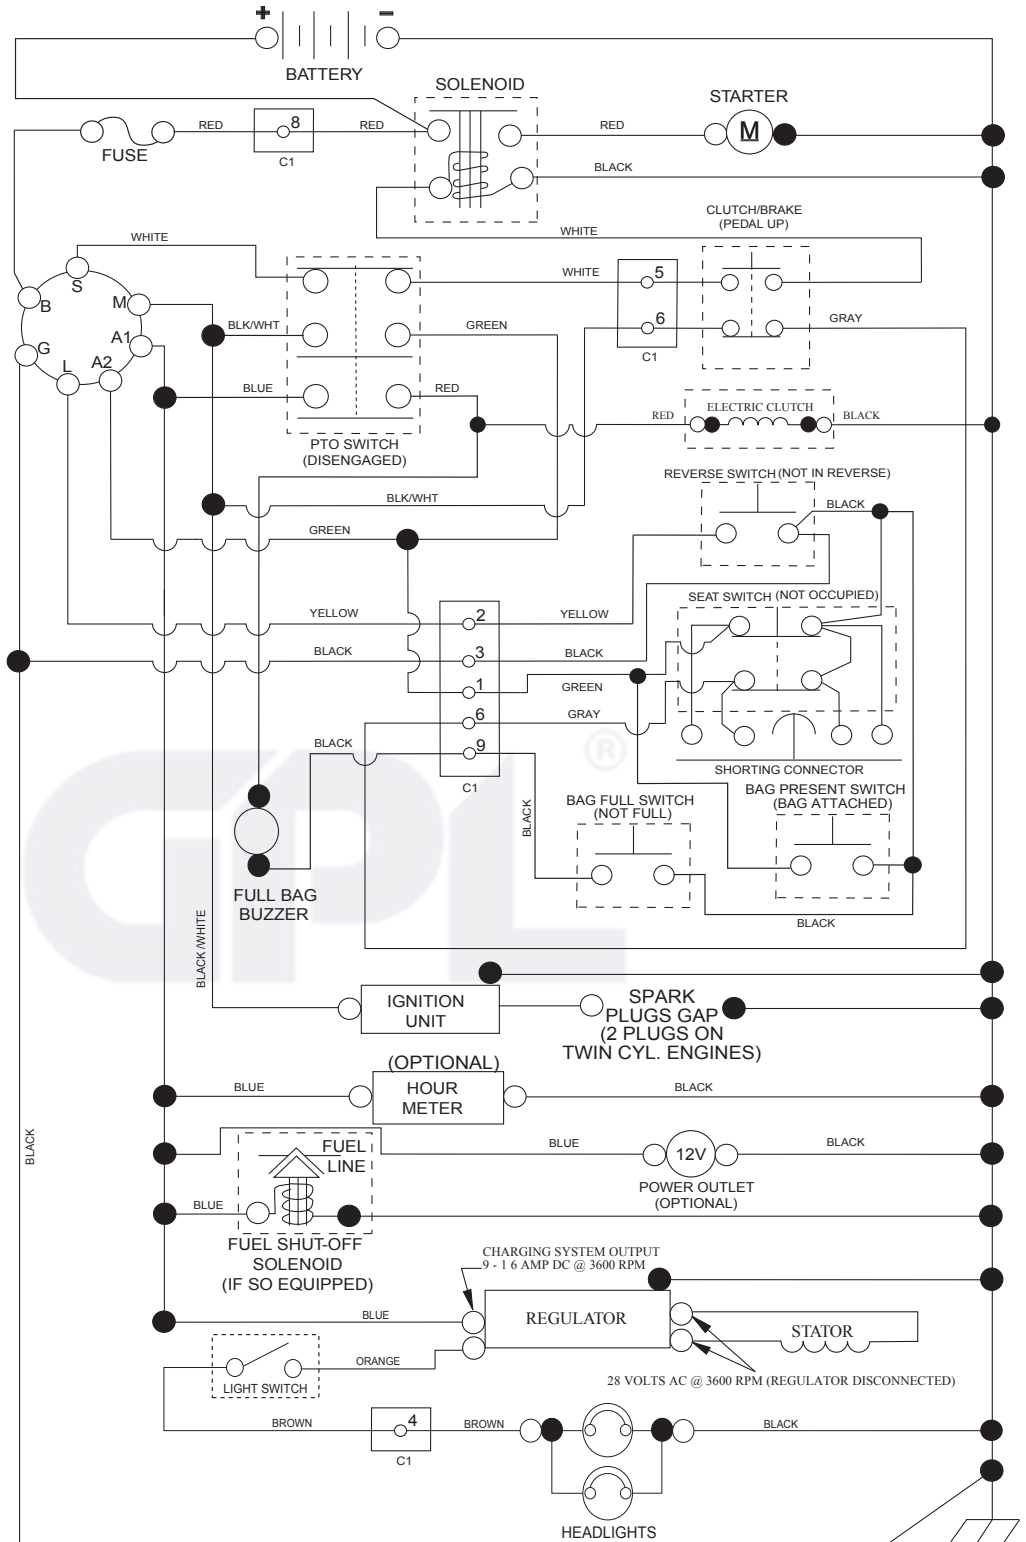 + -
BATTERY
SOLENOID
STARTER
M
RED
FUSE
RED
8
C1
RED
BLACK
CLUTCH/BRAKE
(PEDAL UP)
WHITE
WHITE
WHITE
5
6
C1
GRAY
S
B
M
A1
G
L
A2
BLK/WHT
GREEN
BLUE
RED
PTO SWITCH
(DISENGAGED)
RED
ELECTRIC CLUTCH
BLACK
REVERSE SWITCH (NOT IN REVERSE)
BLK/WHT
BLACK
GREEN
SEAT SWITCH (NOT OCCUPIED)
YELLOW
2
YELLOW
BLACK
3
BLACK
1
GREEN
6
GRAY
BLACK
9
C1
SHORTING CONNECTOR
BAG PRESENT SWITCH
(BAG ATTACHED)
BAG FULL SWITCH
(NOT FULL)
BLACK
FULL BAG
BUZZER
BLACK
BLACK /WHITE
GPL
®
IGNITION
UNIT
SPARK
PLUGS GAP
(2 PLUGS ON
TWIN CYL. ENGINES)
(OPTIONAL)
BLUE
HOUR
METER
BLACK
BLACK
FUEL
LINE
BLUE
12V
BLACK
POWER OUTLET
(OPTIONAL)
BLUE
FUEL SHUT-OFF
SOLENOID
(IF SO EQUIPPED)
CHARGING SYSTEM OUTPUT
9 - 1 6 AMP DC @ 3600 RPM
BLUE
REGULATOR
STATOR
ORANGE
LIGHT SWITCH
28 VOLTS AC @ 3600 RPM (REGULATOR DISCONNECTED)
BROWN
4
C1
BROWN
BLACK
HEADLIGHTS